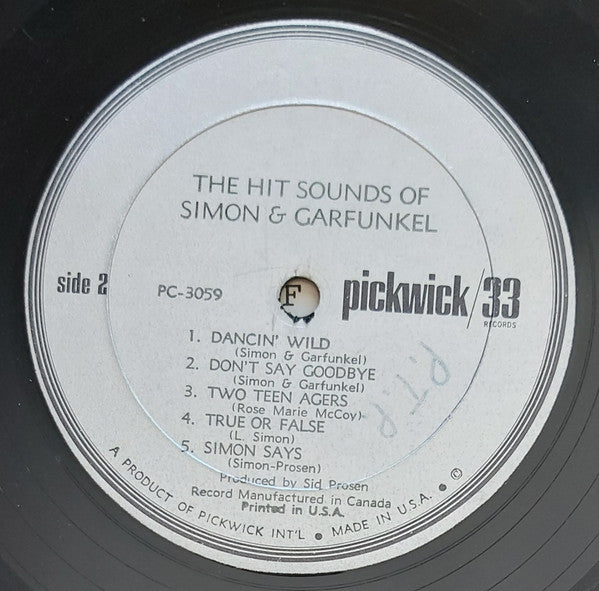 THE HIT SOUNDS OF
SIMON & GARFUNKEL
side 2
PC-3059
F
pickwick/33
RECORDS
1. DANCIN' WILD
(Simon & Garfunkel)
2. DON'T SAY GOODBYE
(Simon & Garfunkel)
3. TWO TEEN AGERS
(Rose Marie McCoy)
4. TRUE OR FALSE
(L. Simon)
5. SIMON SAYS
(Simon-Prosen)
Produced by Sid Prosen
Record Manufactured in Canada
Printed in U.S.A.
A PRODUCT OF PICKWICK INT'L ● MADE IN U.S.A. ● ©
P.T.P.